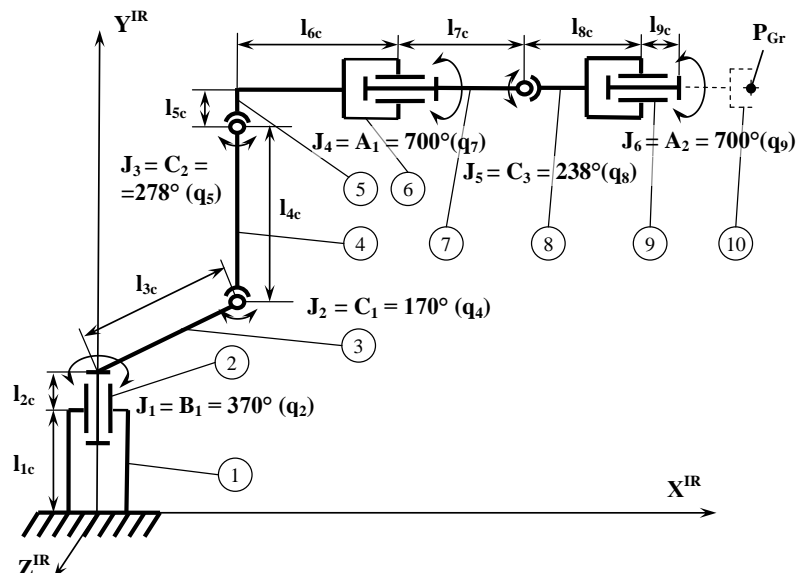 Y^IR
l6c
l7c
l8c
l9c
P_Gr
l5c
J4 = A1 = 700°(q7)
J6 = A2 = 700°(q9)
J3 = C2 =
=278° (q5)
J5 = C3 = 238°(q8)
5
6
l4c
4
7
8
9
10
l3c
J2 = C1 = 170° (q4)
3
2
l2c
J1 = B1 = 370° (q2)
l1c
1
X^IR
Z^IR